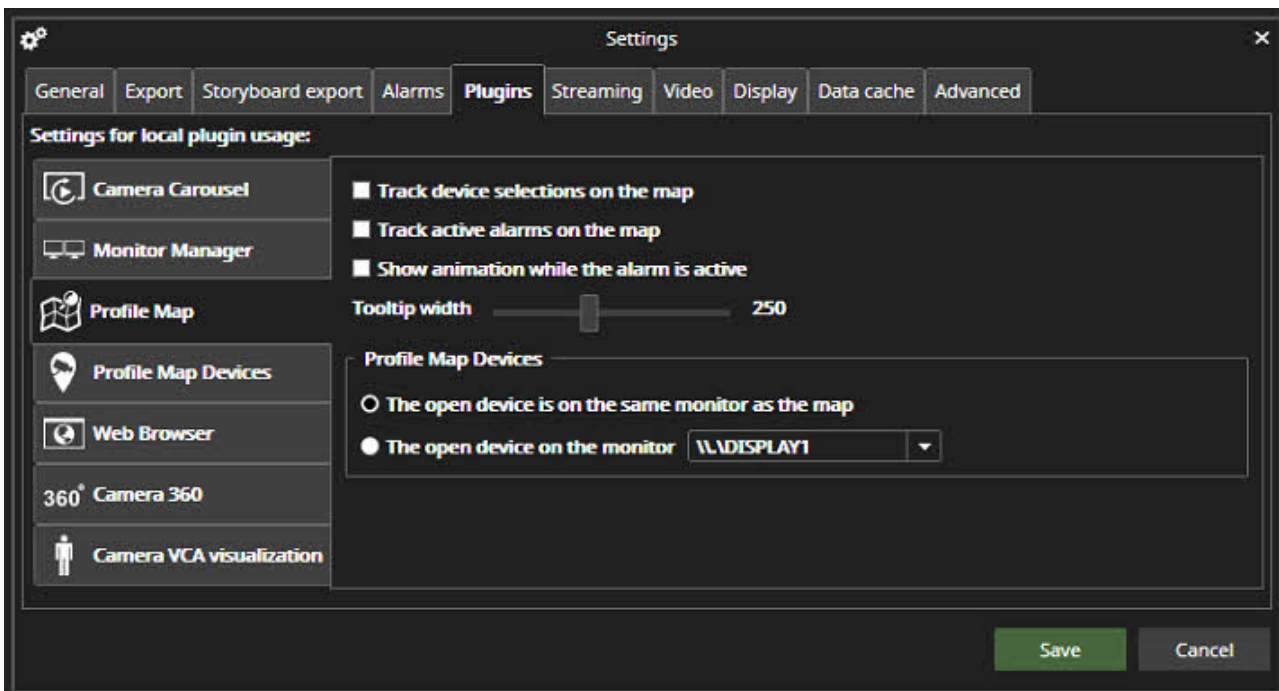 Settings
General Export Storyboard export Alarms Plugins Streaming Video Display Data cache Advanced
Settings for local plugin usage:
Camera Carousel
Monitor Manager
Profile Map
Profile Map Devices
Web Browser
360° Camera 360
Camera VCA visualization
Track device selections on the map
Track active alarms on the map
Show animation while the alarm is active
Tooltip width 250
Profile Map Devices
The open device is on the same monitor as the map
The open device on the monitor \\.\DISPLAY1
Save Cancel